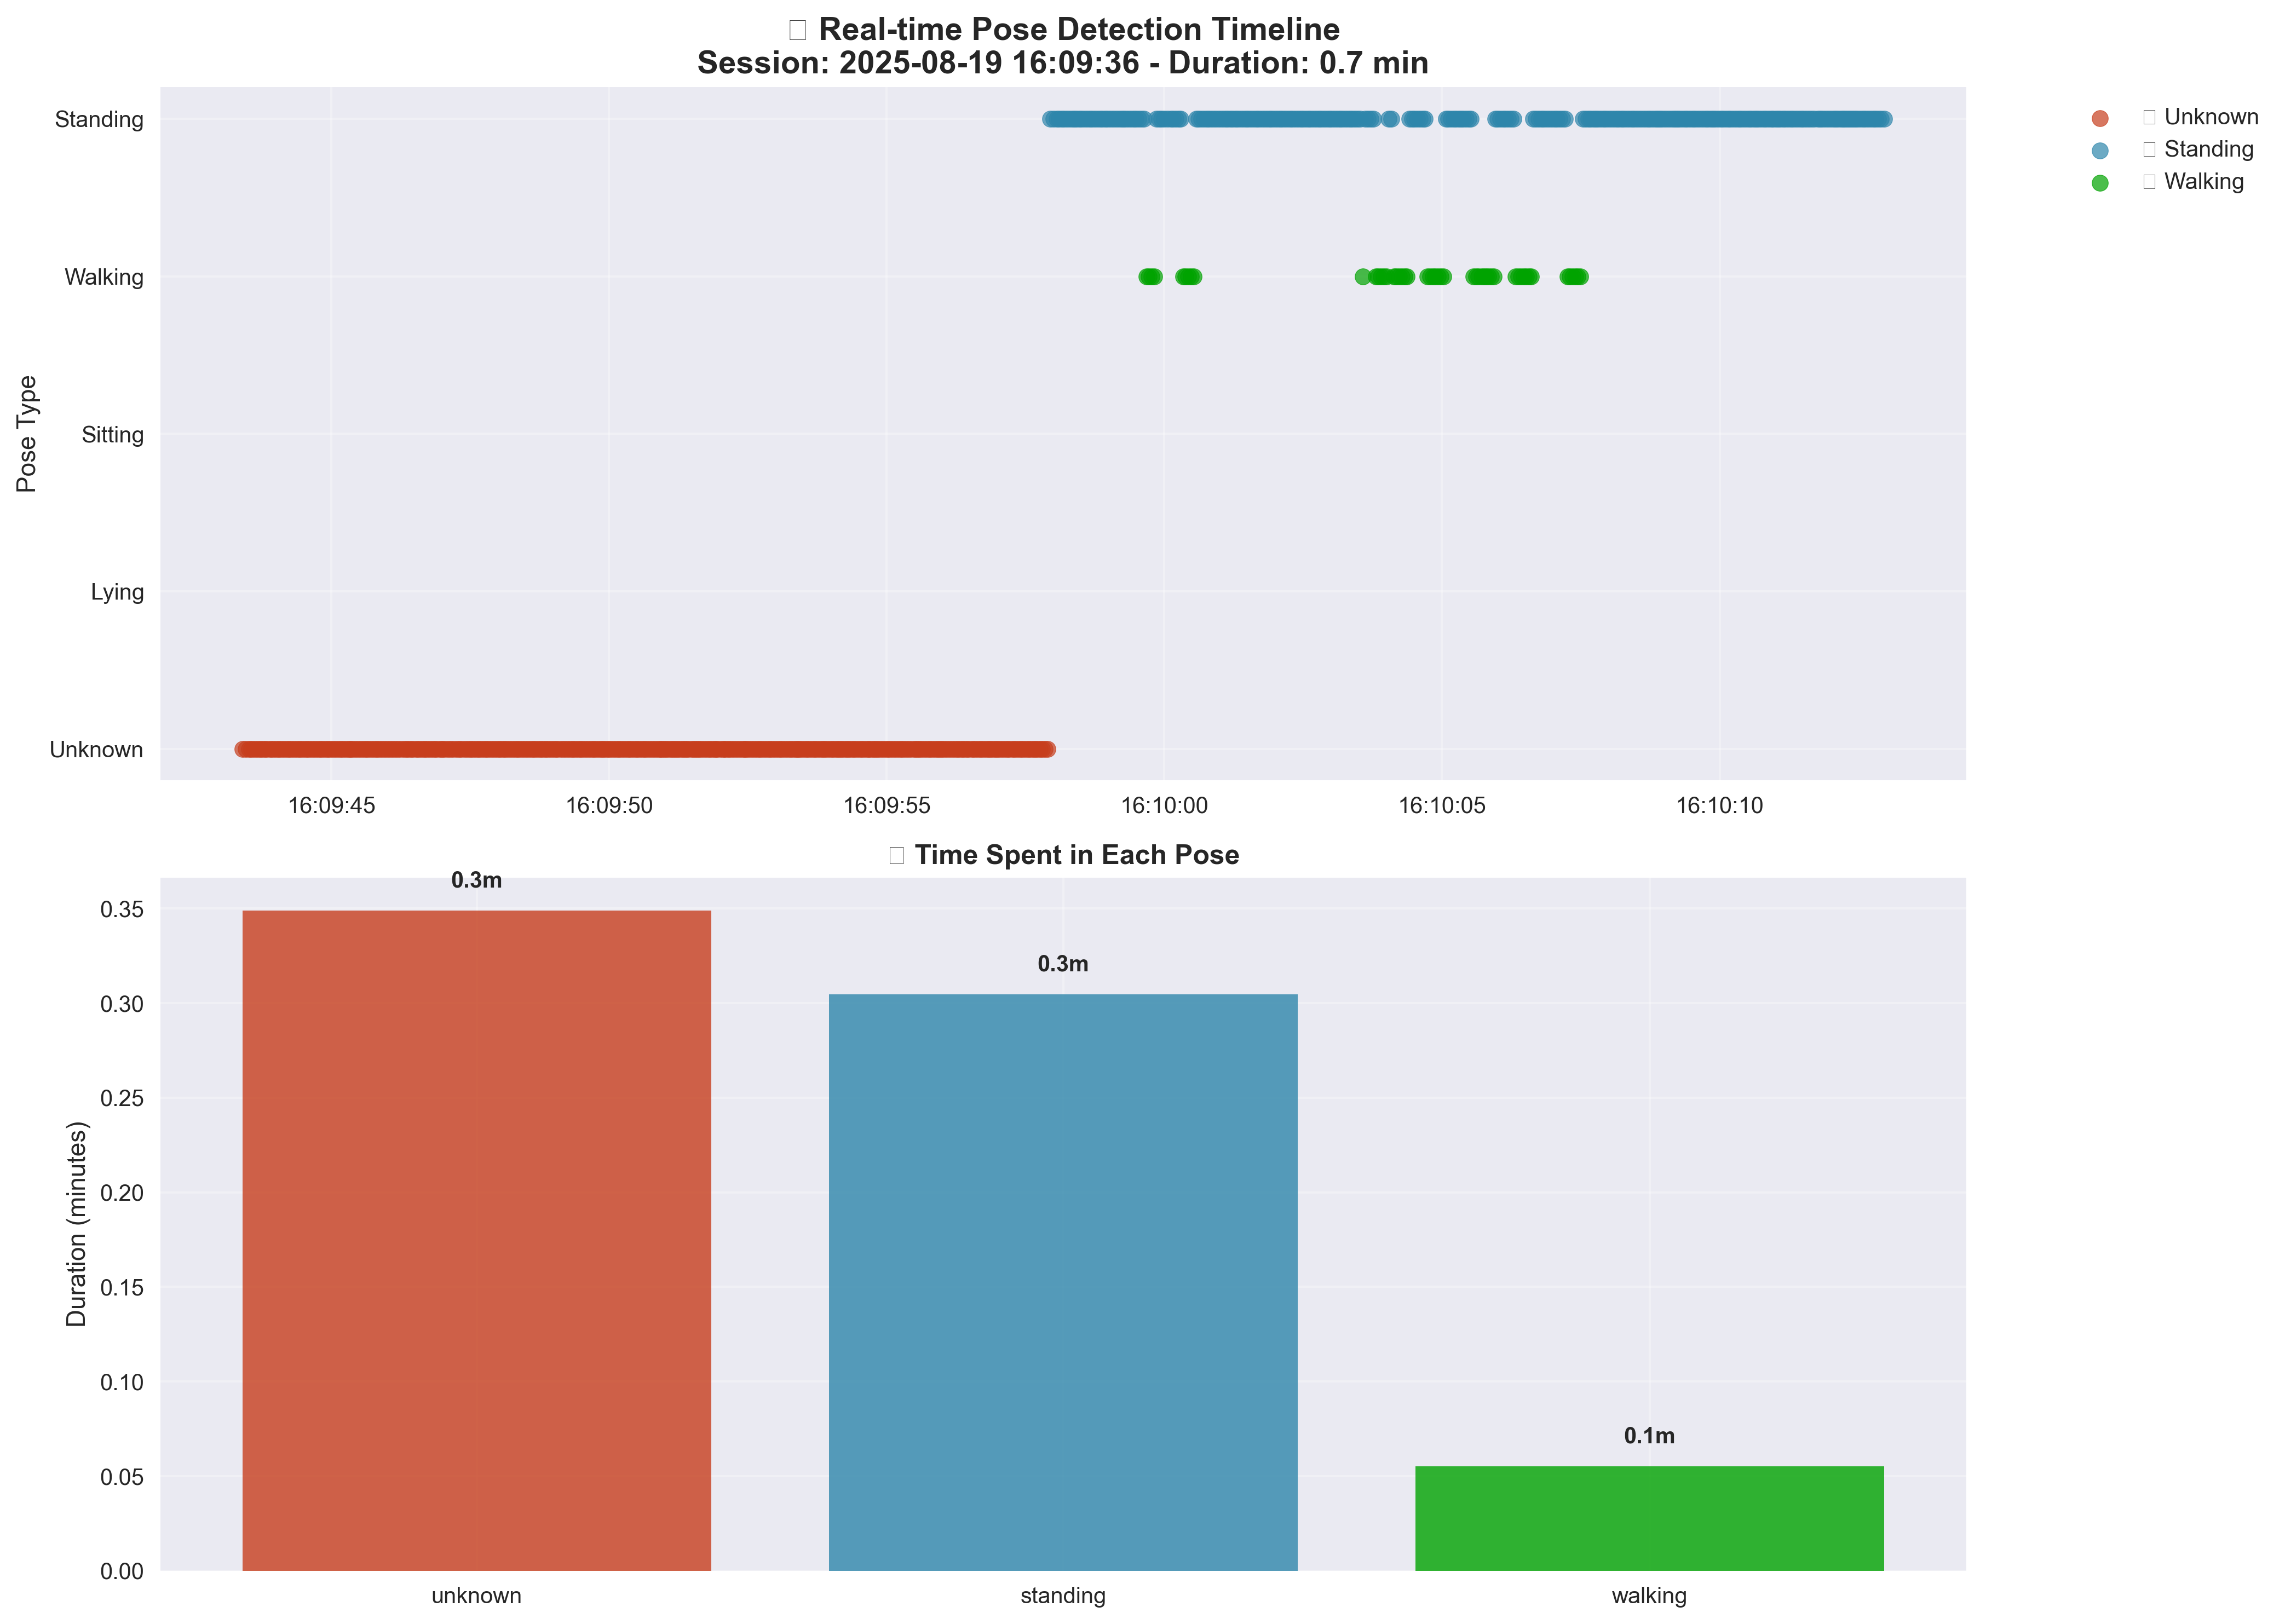 ▯ Real-time Pose Detection Timeline
Session: 2025-08-19 16:09:36 - Duration: 0.7 min
Pose Type
Standing
Walking
Sitting
Lying
Unknown
16:09:45 16:09:50 16:09:55 16:10:00 16:10:05 16:10:10
▯ Unknown
▯ Standing
▯ Walking
▯ Time Spent in Each Pose
Duration (minutes)
0.35
0.30
0.25
0.20
0.15
0.10
0.05
0.00
0.3m
0.3m
0.1m
unknown standing walking